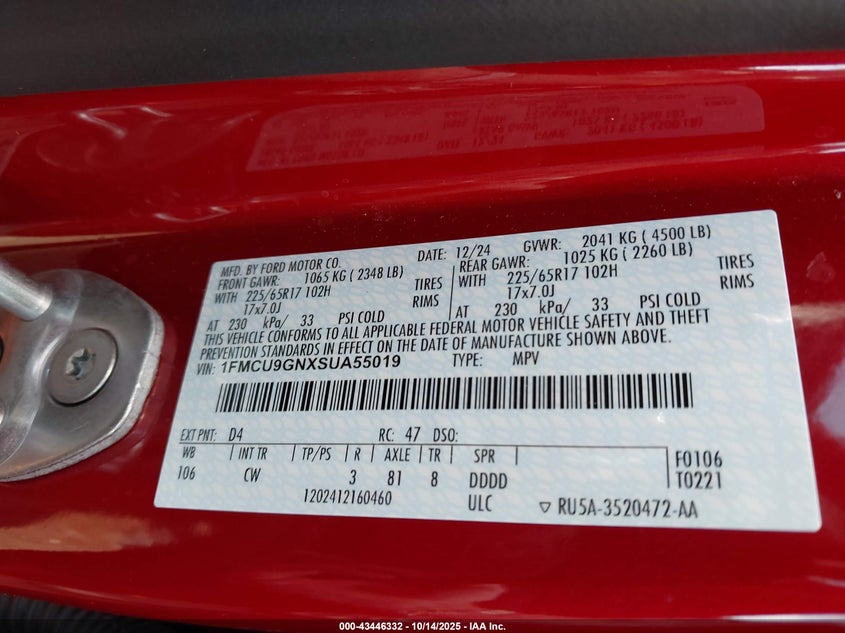 MFD. BY FORD MOTOR CO. DATE: 12/24 GVWR: 2041 KG ( 4500 LB)
FRONT GAWR: 1065 KG ( 2348 LB) REAR GAWR: 1025 KG ( 2260 LB)
WITH 225/65R17 102H TIRES WITH 225/65R17 102H TIRES
17x7.0J RIMS 17x7.0J RIMS
AT 230 kPa/ 33 PSI COLD AT 230 kPa/ 33 PSI COLD
THIS VEHICLE CONFORMS TO ALL APPLICABLE FEDERAL MOTOR VEHICLE SAFETY AND THEFT
PREVENTION STANDARDS IN EFFECT ON THE DATE OF MANUFACTURE SHOWN ABOVE.
VIN: 1FMCU9GNXSUA55019 TYPE: MPV
EXT PNT: D4 RC: 47 DSO:
WB INT TR TP/PS R AXLE TR SPR F0106
106 CW 3 81 8 DDDD T0221
1202412160460 ULC ▽ RU5A-3520472-AA
000-43446332 - 10/14/2025 - IAA Inc.